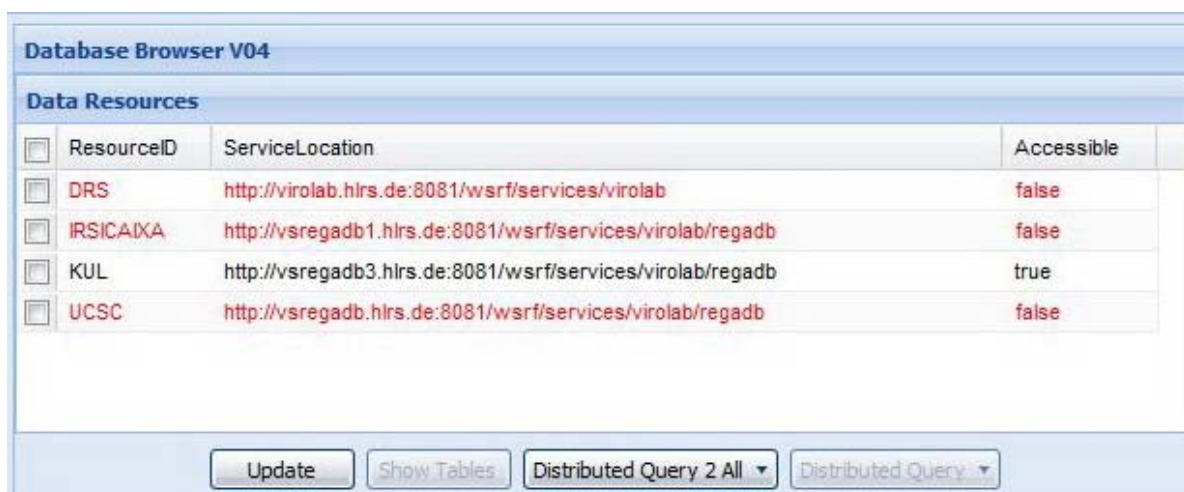 Database Browser V04
Data Resources
ResourceID ServiceLocation Accessible
DRS http://virolab.hlrs.de:8081/wsrf/services/virolab false
IRSICAIXA http://vsregadb1.hlrs.de:8081/wsrf/services/virolab/regadb false
KUL http://vsregadb3.hlrs.de:8081/wsrf/services/virolab/regadb true
UCSC http://vsregadb.hlrs.de:8081/wsrf/services/virolab/regadb false
Update Show Tables Distributed Query 2 All Distributed Query